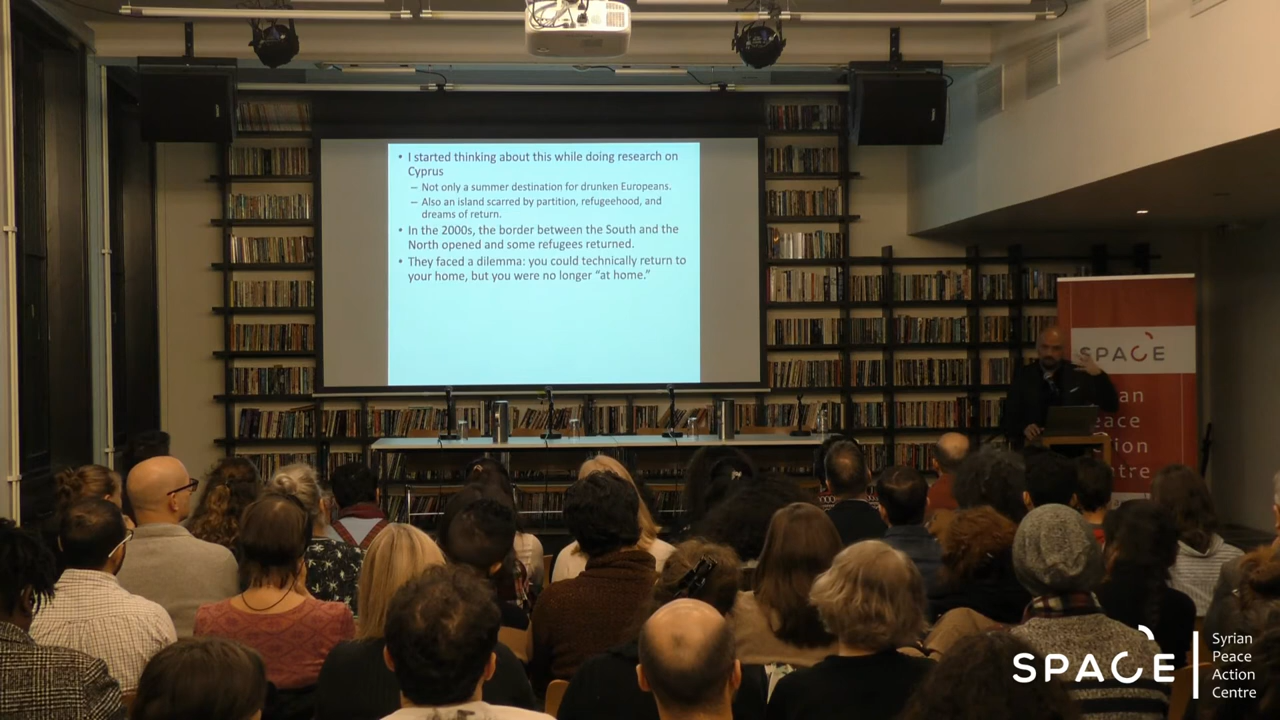 • I started thinking about this while doing research on
Cyprus
– Not only a summer destination for drunken Europeans.
– Also an island scarred by partition, refugeehood, and
dreams of return.
• In the 2000s, the border between the South and the
North opened and some refugees returned.
• They faced a dilemma: you could technically return to
your home, but you were no longer “at home.”
SPACE
an
eace
ion
tre
SPACE
Syrian
Peace
Action
Centre